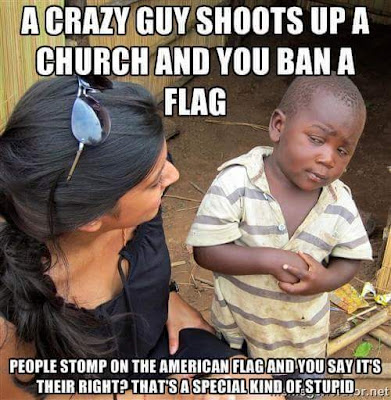 A CRAZY GUY SHOOTS UP A
CHURCH AND YOU BAN A
FLAG
PEOPLE STOMP ON THE AMERICAN FLAG AND YOU SAY IT'S
THEIR RIGHT? THAT'S A SPECIAL KIND OF STUPID